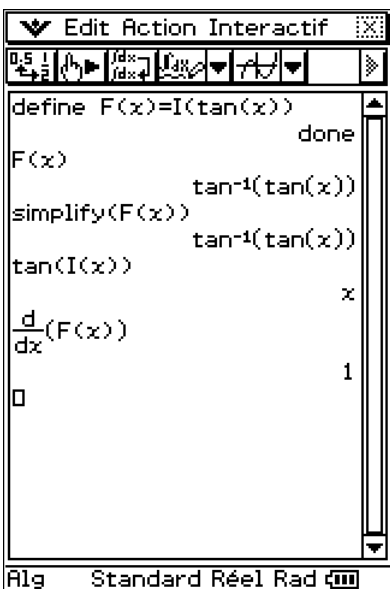 Edit Action Interactif
define F(x)=I(tan(x))
done
F(x)
tan⁻¹(tan(x))
simplify(F(x))
tan⁻¹(tan(x))
tan(I(x))
x
d/dx(F(x))
1
Alg Standard Réel Rad